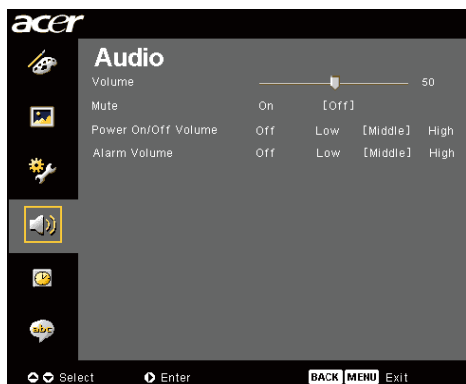 acer
Audio
Volume 50
Mute On [Off]
Power On/Off Volume Off Low [Middle] High
Alarm Volume Off Low [Middle] High
abc
Select Enter BACK MENU Exit